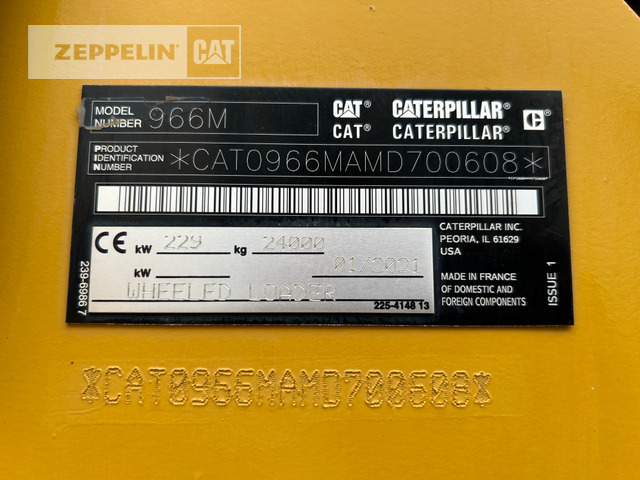 ZEPPELIN CAT
MODEL NUMBER 966M
CAT® CATERPILLAR®
CAT® CATERPILLAR®
C
PRODUCT IDENTIFICATION NUMBER *CAT0966MAMD700608*
CE kW 229 kg 24000
kW 01/2021
WHEELED LOADER
225-4148 13
239-6986 7
CATERPILLAR INC.
PEORIA, IL 61629
USA
MADE IN FRANCE
OF DOMESTIC AND
FOREIGN COMPONENTS
ISSUE 1
*CAT0966MAMD700608*